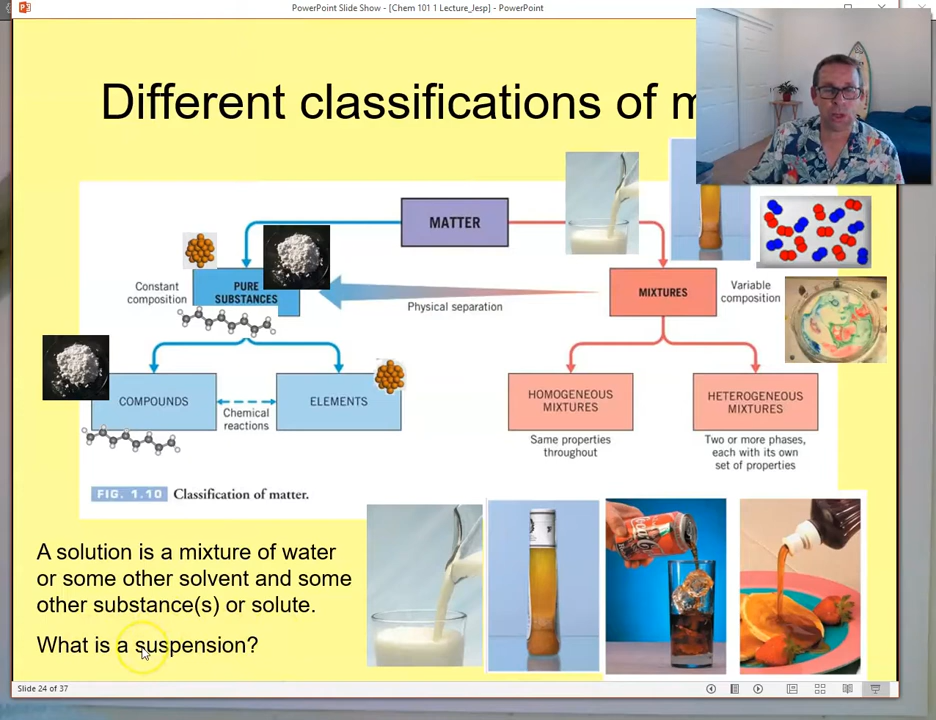 PowerPoint Slide Show - [Chem 101 1 Lecture_Jesp] - PowerPoint
Different classifications of m
MATTER
PURE
SUBSTANCES
Constant
composition
Physical separation
MIXTURES
Variable
composition
COMPOUNDS
Chemical
reactions
ELEMENTS
HOMOGENEOUS
MIXTURES
Same properties
throughout
HETEROGENEOUS
MIXTURES
Two or more phases,
each with its own
set of properties
FIG. 1.10 Classification of matter.
A solution is a mixture of water
or some other solvent and some
other substance(s) or solute.
What is a suspension?
Slide 24 of 37